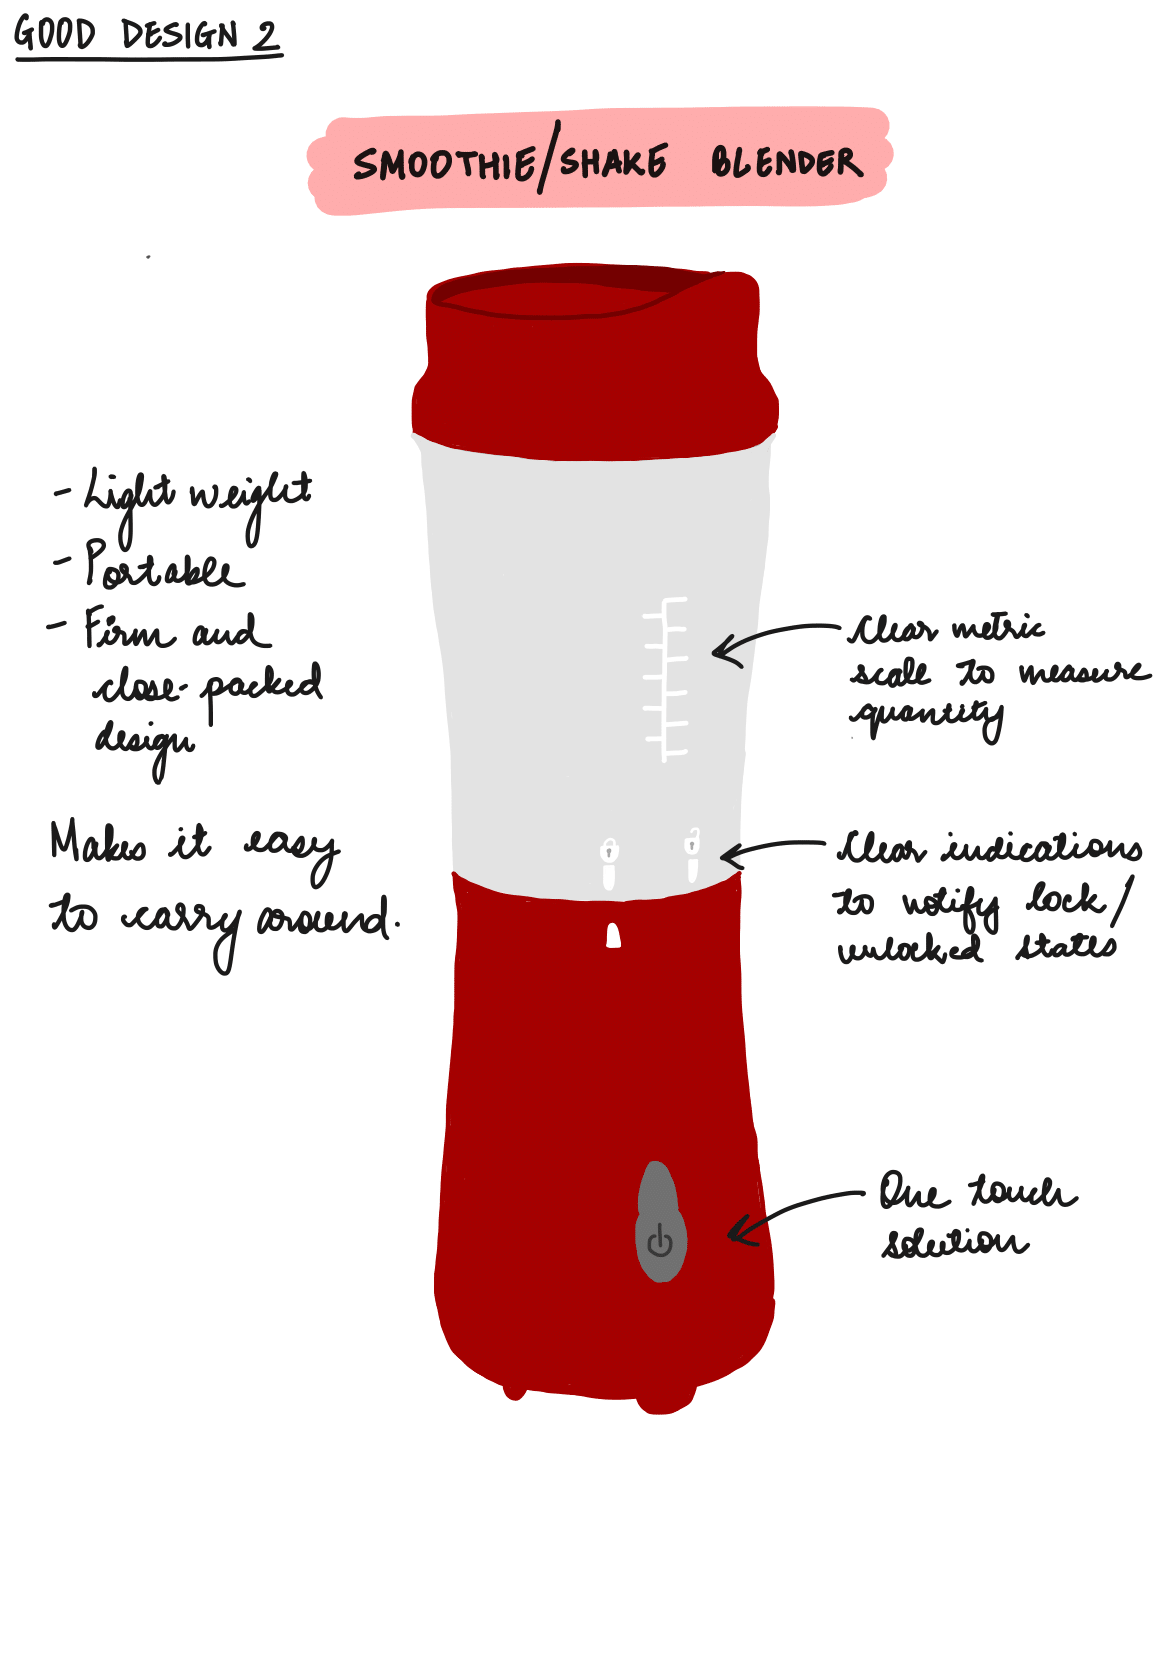 GOOD DESIGN 2
SMOOTHIE/SHAKE BLENDER
- Light weight
- Portable
- Firm and
close-packed
design
Makes it easy
to carry around.
Clear metric
scale to measure
quantity
Clear indications
to notify lock/
unlocked states
One touch
solution